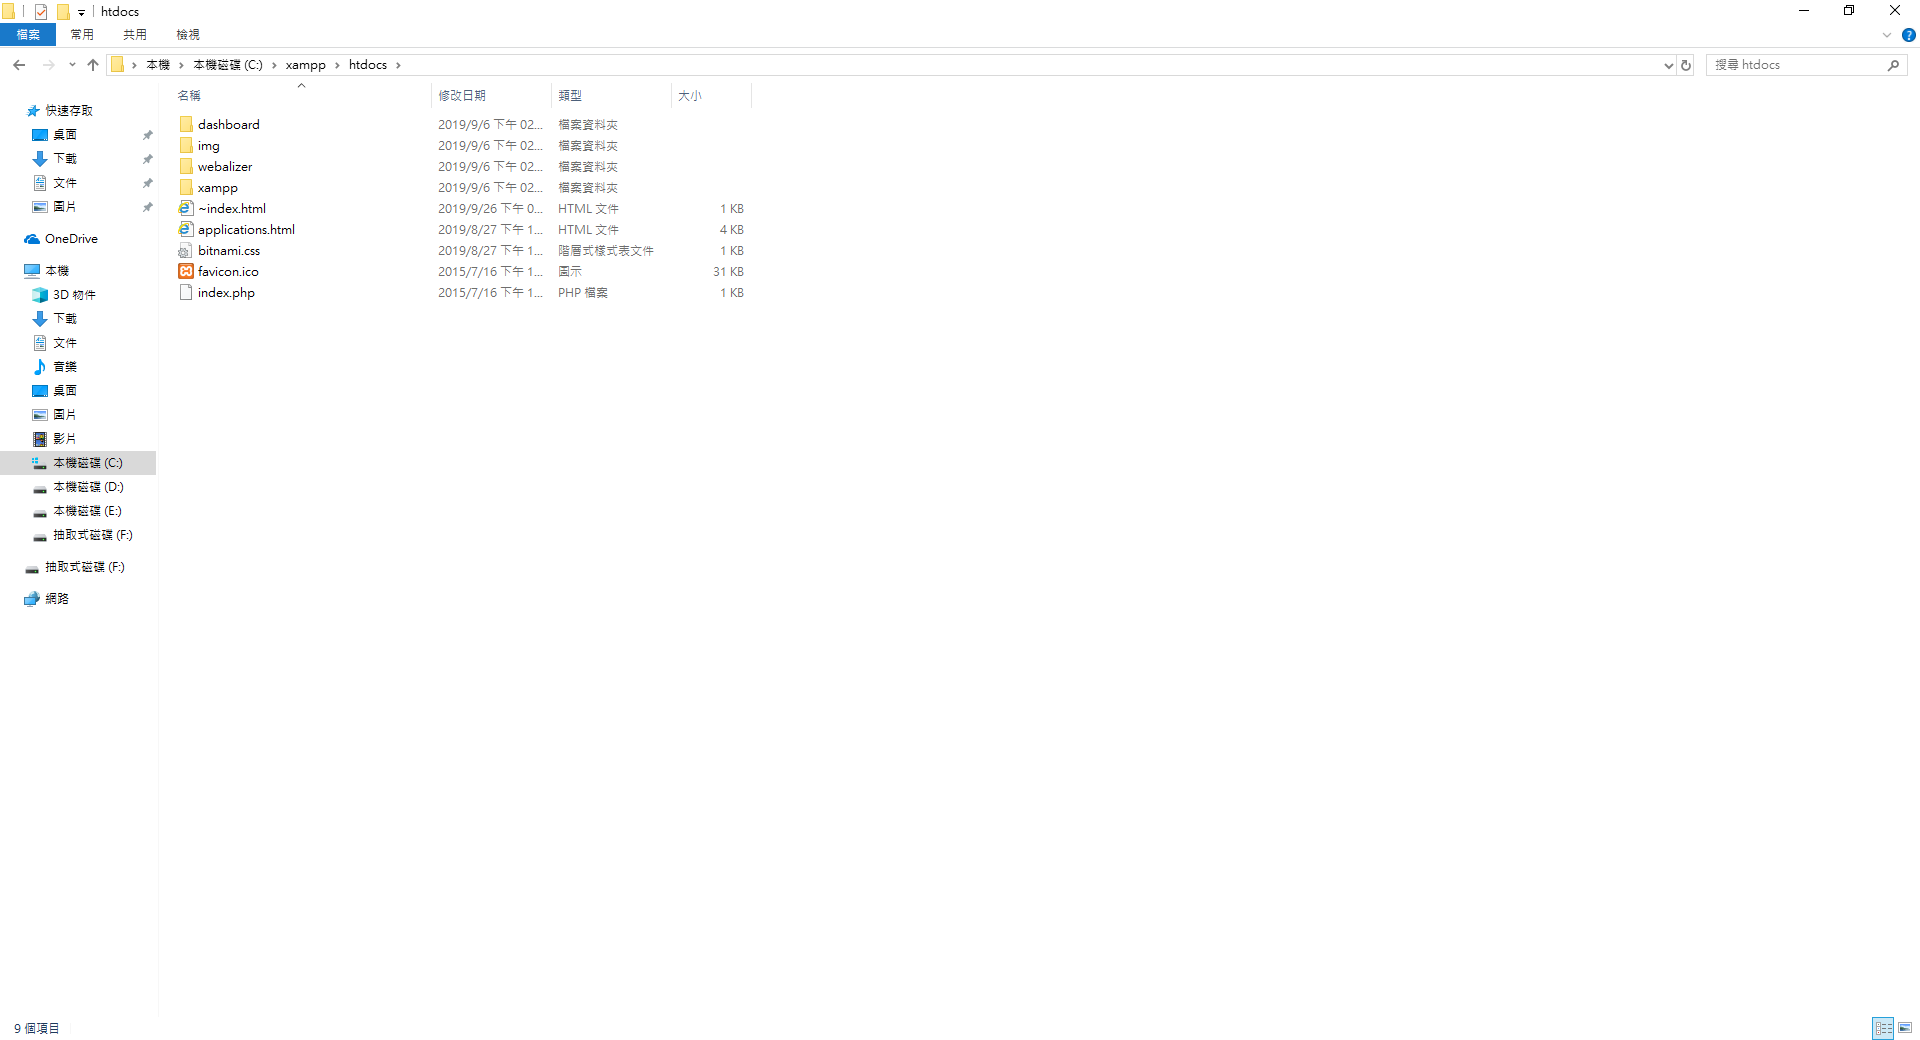 htdocs
檔案 常用 共用 檢視
本機 本機磁碟 (C:) xampp htdocs 搜尋 htdocs
名稱 修改日期 類型 大小
dashboard 2019/9/6 下午 02... 檔案資料夾
img 2019/9/6 下午 02... 檔案資料夾
webalizer 2019/9/6 下午 02... 檔案資料夾
xampp 2019/9/6 下午 02... 檔案資料夾
~index.html 2019/9/26 下午 0... HTML 文件 1 KB
applications.html 2019/8/27 下午 1... HTML 文件 4 KB
bitnami.css 2019/8/27 下午 1... 階層式樣式表文件 1 KB
favicon.ico 2015/7/16 下午 1... 圖示 31 KB
index.php 2015/7/16 下午 1... PHP 檔案 1 KB
快速存取
桌面
下載
文件
圖片
OneDrive
本機
3D 物件
下載
文件
音樂
桌面
圖片
影片
本機磁碟 (C:)
本機磁碟 (D:)
本機磁碟 (E:)
抽取式磁碟 (F:)
抽取式磁碟 (F:)
網路
9 個項目